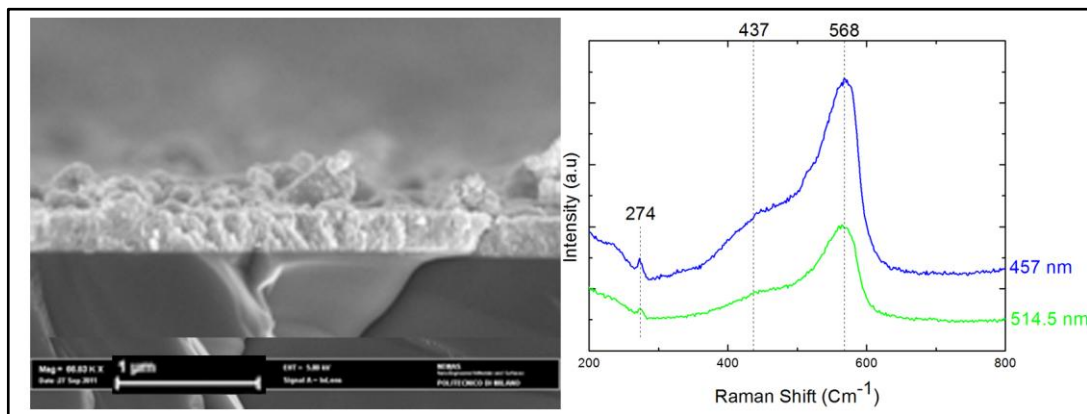 Mag = 60.83 K X
1 µm
EHT = 5.00 kV
Date :27 Sep 2011
Signal A = InLens
POLITECNICO DI MILANO
437
568
274
Intensity (a.u)
457 nm
514.5 nm
200
400
600
800
Raman Shift (Cm⁻¹)